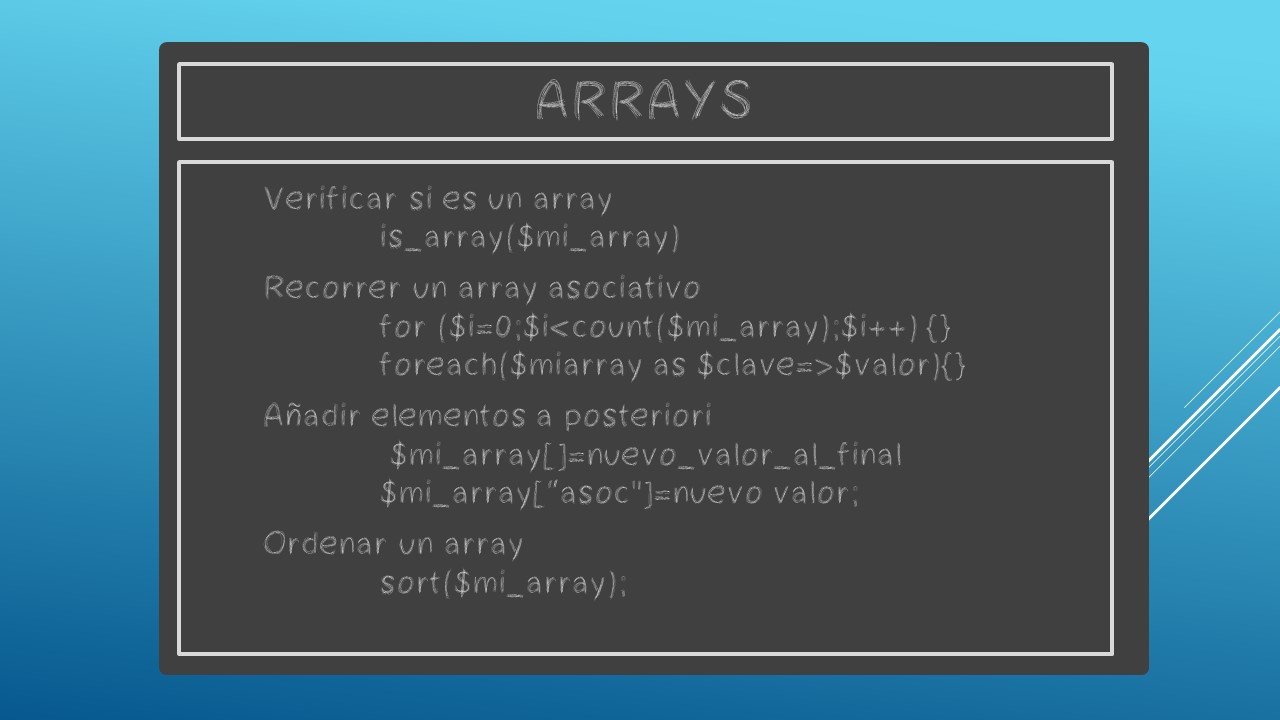 ARRAYS
Verificar si es un array
is_array($mi_array)
Recorrer un array asociativo
for ($i=0;$i<count($mi_array);$i++) {}
foreach($miarray as $clave=>$valor){}
Añadir elementos a posteriori
$mi_array[]=nuevo_valor_al_final
$mi_array[“asoc"]=nuevo valor;
Ordenar un array
sort($mi_array);